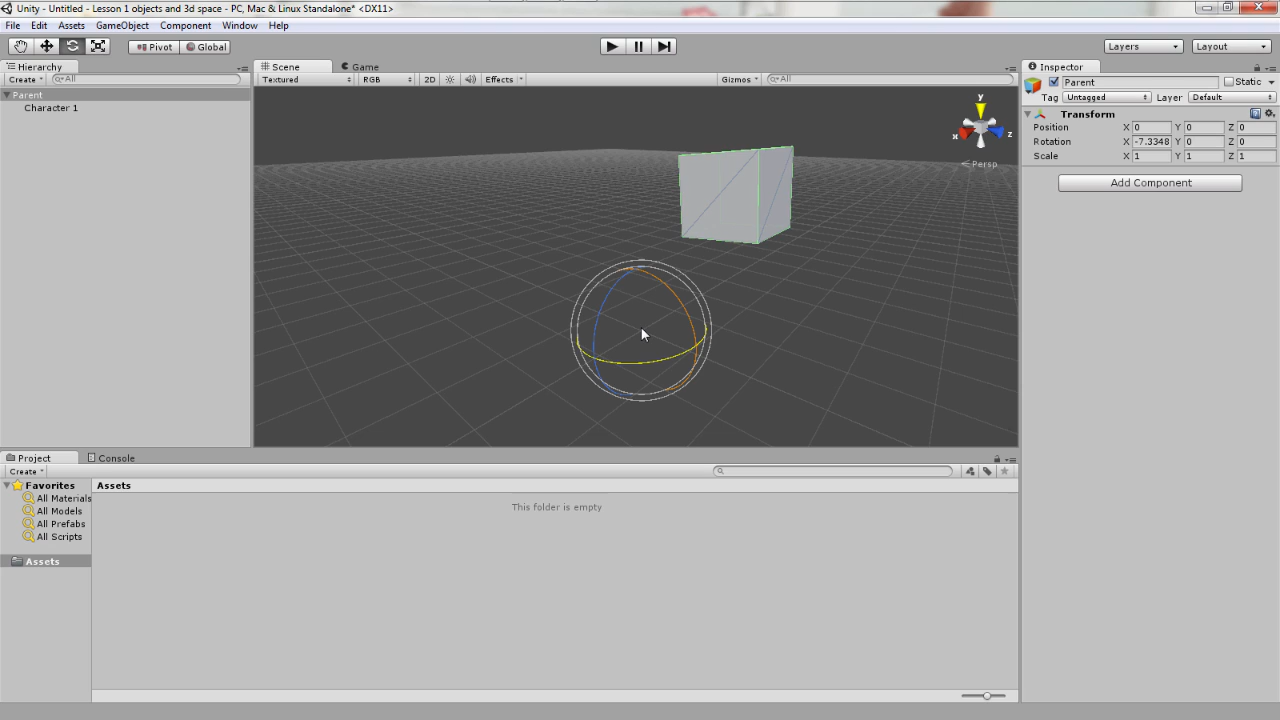 Unity - Untitled - Lesson 1 objects and 3d space - PC, Mac & Linux Standalone* <DX11>
File Edit Assets GameObject Component Window Help
Pivot Global Layers Layout
Hierarchy
Create All
Parent
Character 1
Scene Game
Textured RGB 2D Effects Gizmos All
y
x z
Persp
Inspector
Parent Static
Tag Untagged Layer Default
Transform
Position X 0 Y 0 Z 0
Rotation X -7.3348 Y 0 Z 0
Scale X 1 Y 1 Z 1
Add Component
Project Console
Create
Favorites
All Materials
All Models
All Prefabs
All Scripts
Assets
Assets
This folder is empty